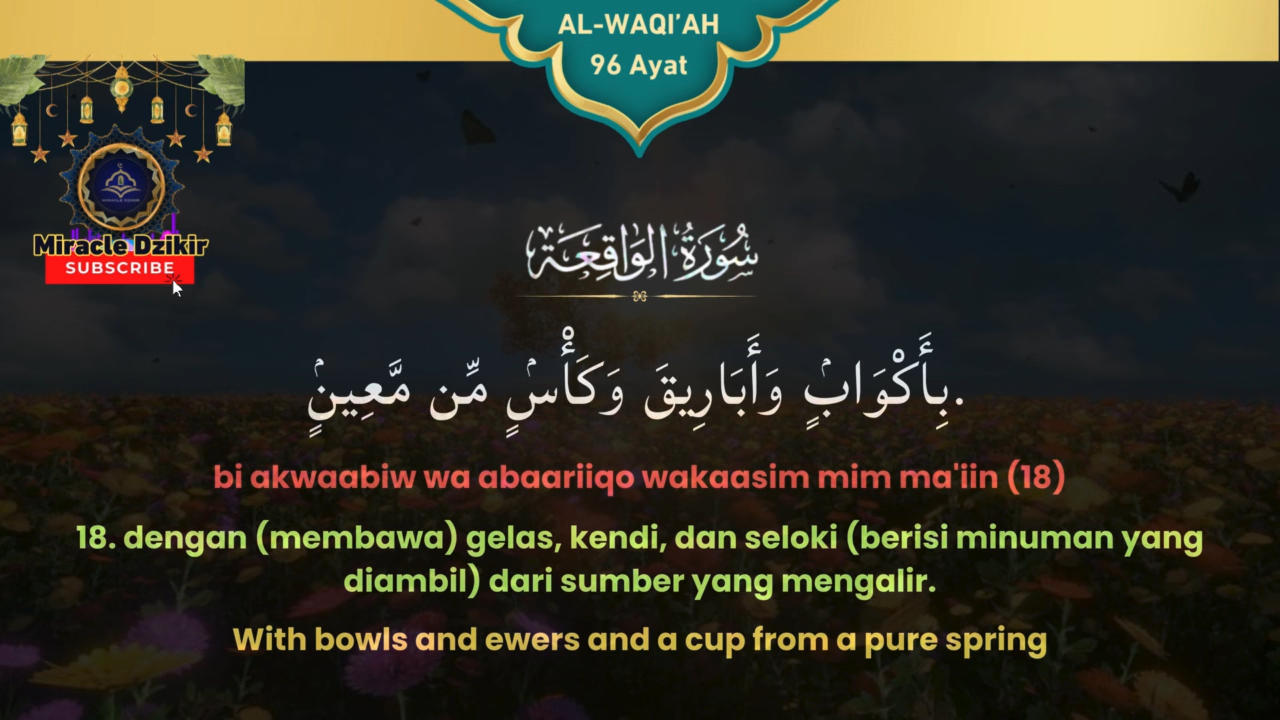 AL-WAQI'AH
96 Ayat
Miracle Dzikir
SUBSCRIBE
سُورَةُ الوَاقِعَة
بِأَكْوَابٍۢ وَأَبَارِيقَ وَكَأْسٍۢ مِّن مَّعِينٍۢ.
bi akwaabiw wa abaariiqo wakaasim mim ma'iin (18)
18. dengan (membawa) gelas, kendi, dan seloki (berisi minuman yang
diambil) dari sumber yang mengalir.
With bowls and ewers and a cup from a pure spring